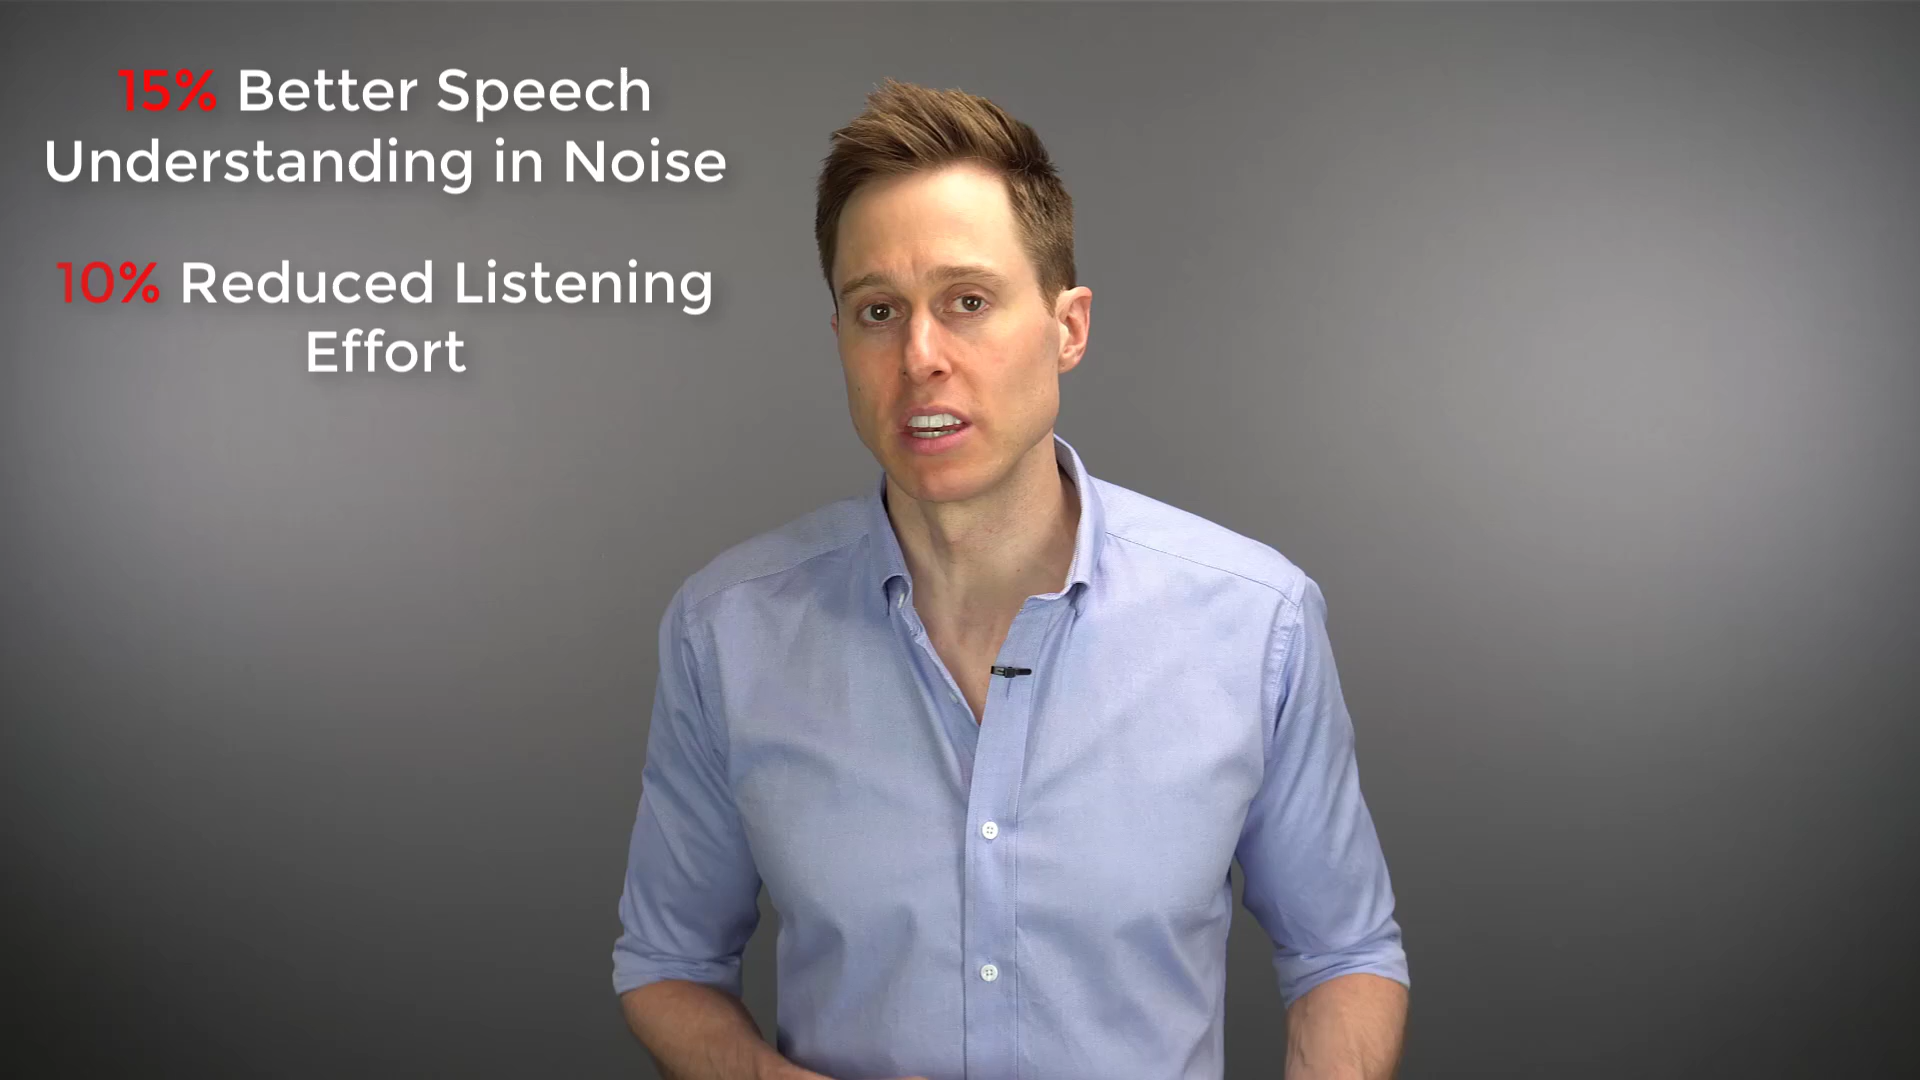 15% Better Speech
Understanding in Noise
10% Reduced Listening
Effort